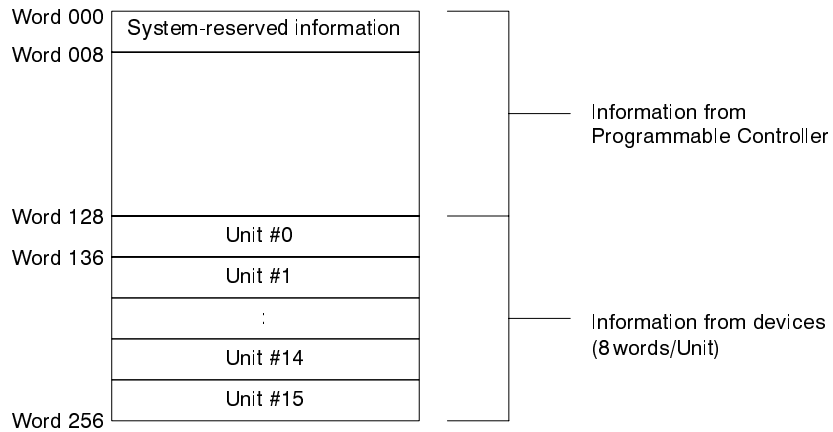 Word 000
System-reserved information
Word 008
Information from
Programmable Controller
Word 128
Unit #0
Word 136
Unit #1
:
Information from devices
(8 words/Unit)
Unit #14
Unit #15
Word 256